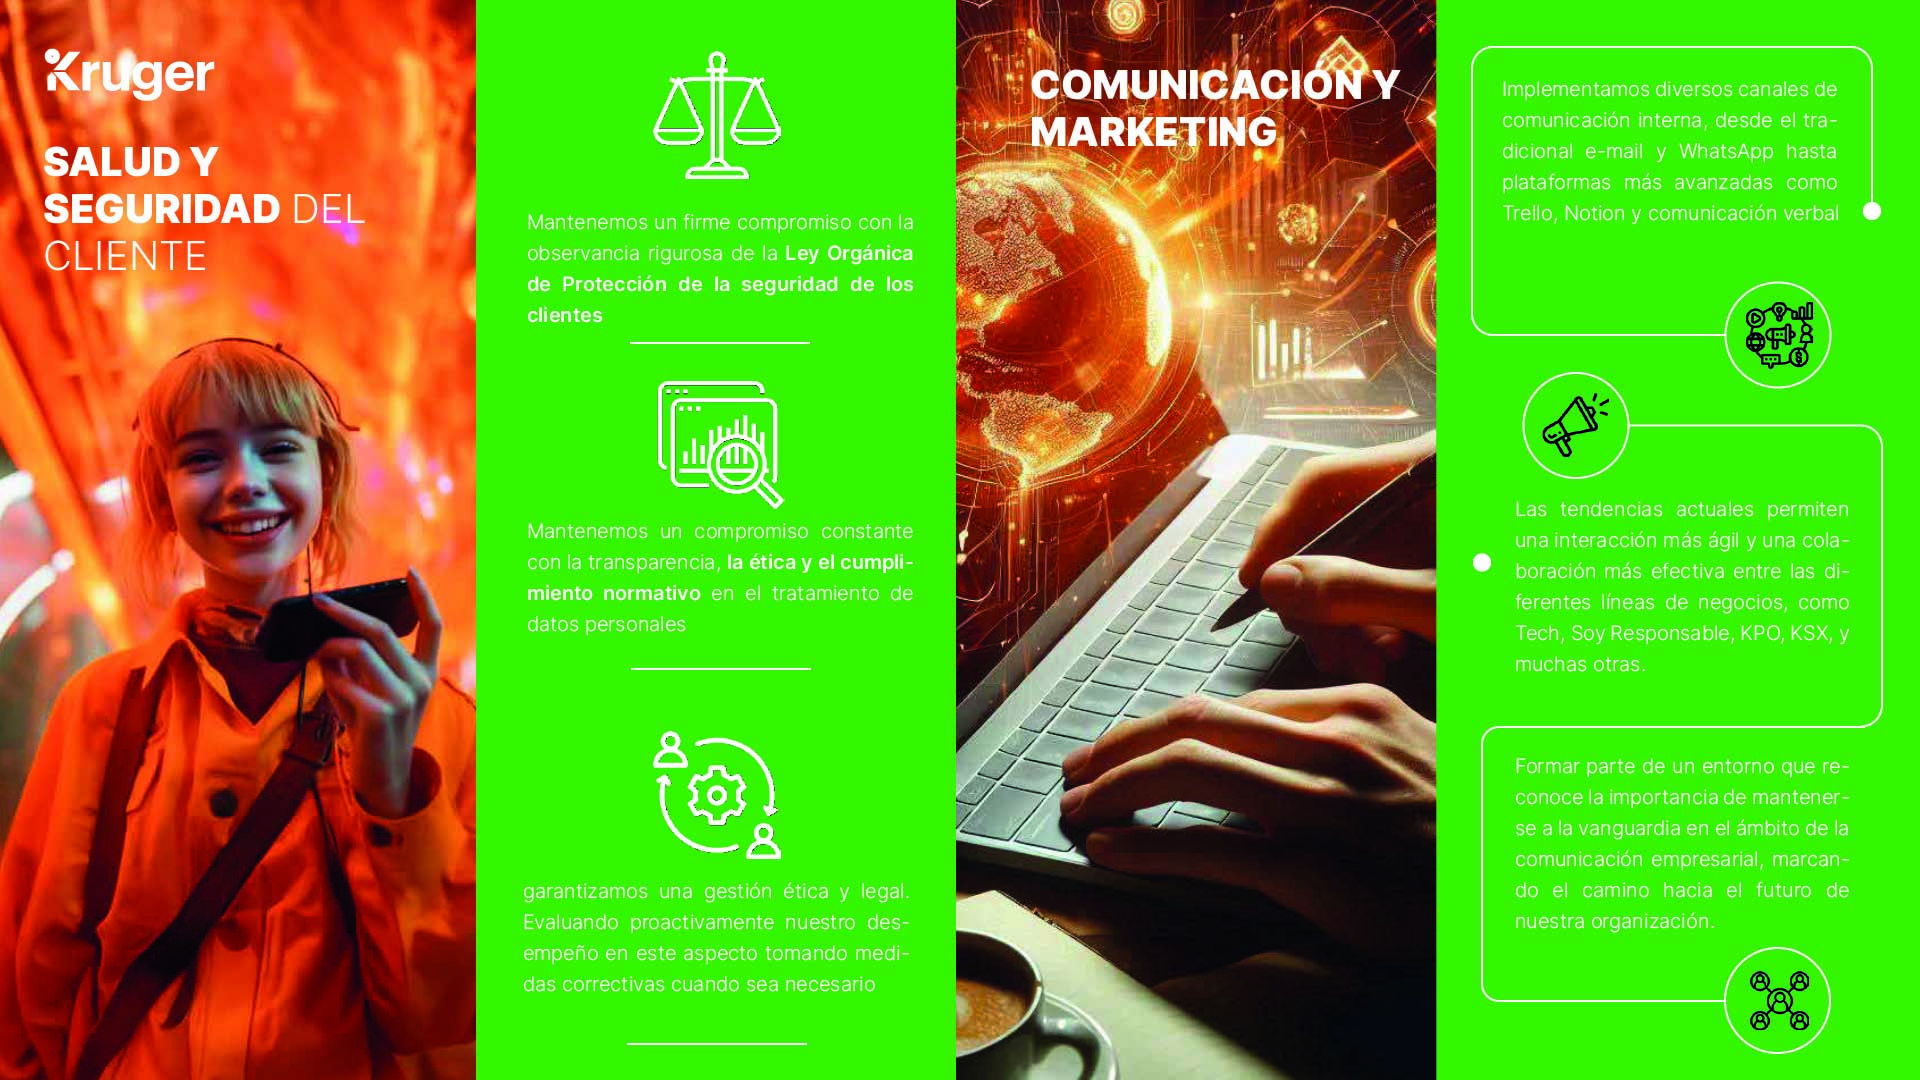 Kruger
SALUD Y
SEGURIDAD DEL
CLIENTE
Mantenemos un firme compromiso con la
observancia rigurosa de la Ley Orgánica
de Protección de la seguridad de los
clientes
Mantenemos un compromiso constante
con la transparencia, la ética y el cumpli-
miento normativo en el tratamiento de
datos personales
garantizamos una gestión ética y legal.
Evaluando proactivamente nuestro des-
empeño en este aspecto tomando medi-
das correctivas cuando sea necesario
COMUNICACIÓN Y
MARKETING
Implementamos diversos canales de
comunicación interna, desde el tra-
dicional e-mail y WhatsApp hasta
plataformas más avanzadas como
Trello, Notion y comunicación verbal
Las tendencias actuales permiten
una interacción más ágil y una cola-
boración más efectiva entre las di-
ferentes líneas de negocios, como
Tech, Soy Responsable, KPO, KSX, y
muchas otras.
Formar parte de un entorno que re-
conoce la importancia de mantener-
se a la vanguardia en el ámbito de la
comunicación empresarial, marcan-
do el camino hacia el futuro de
nuestra organización.